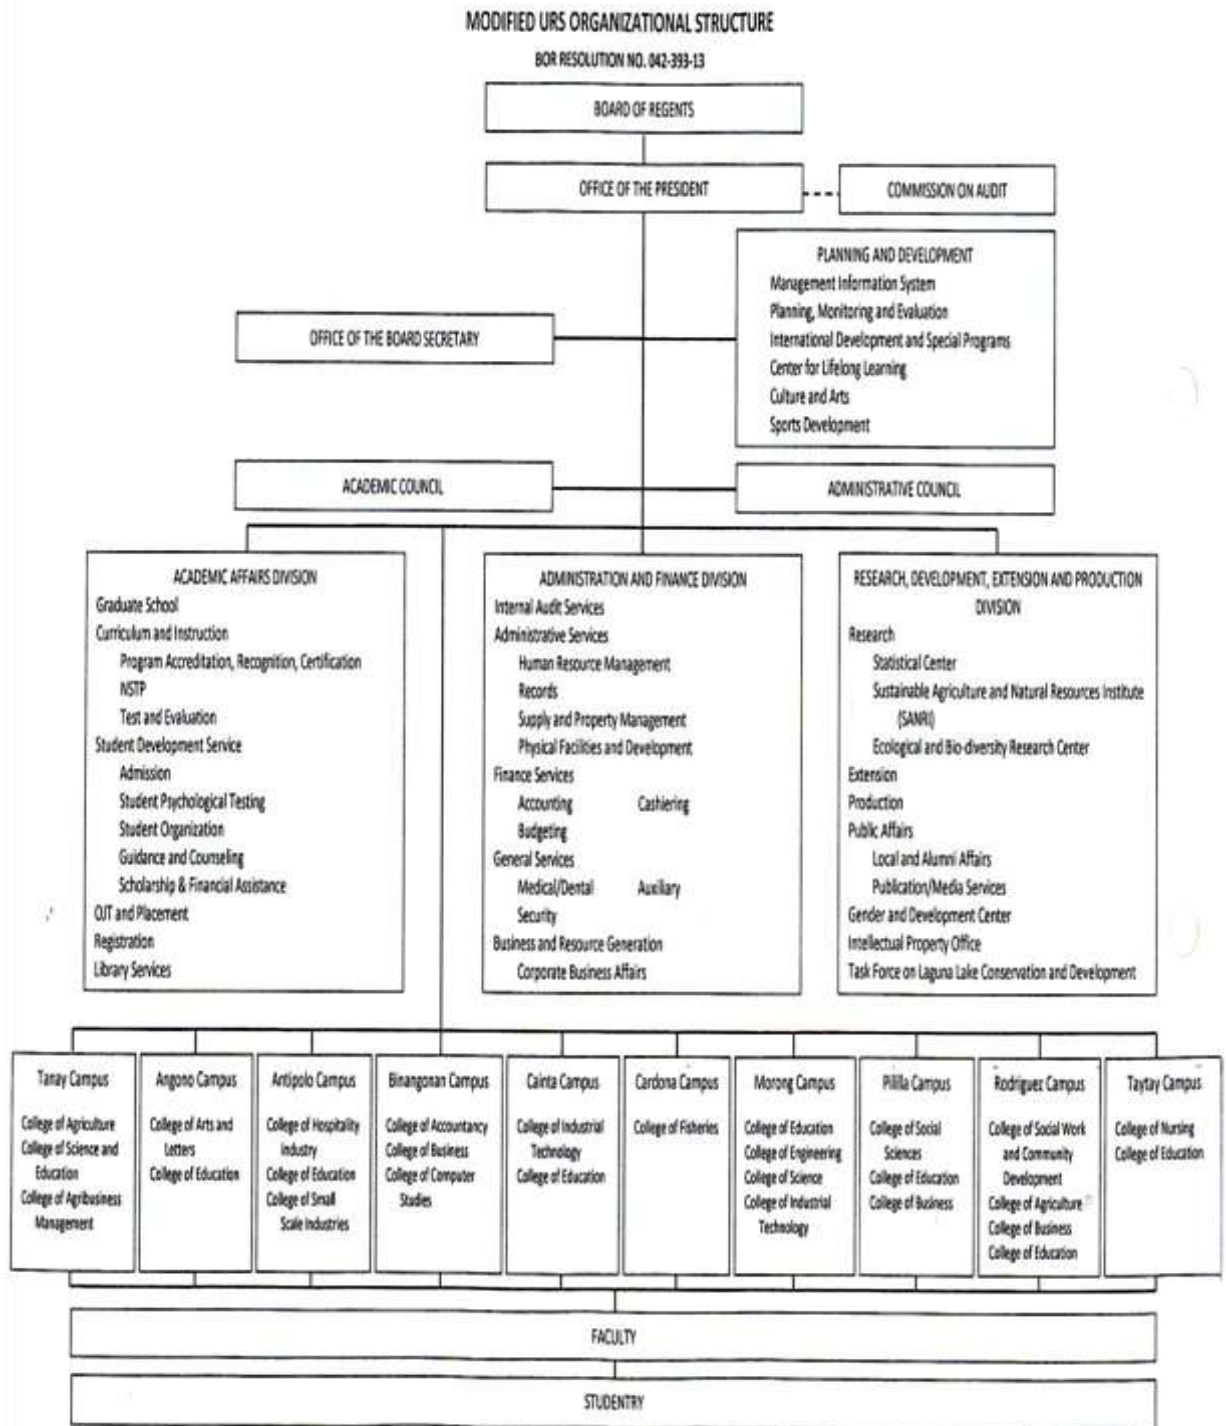 MODIFIED URS ORGANIZATIONAL STRUCTURE
BOR RESOLUTION NO. 042-393-13
BOARD OF REGENTS
OFFICE OF THE PRESIDENT
COMMISSION ON AUDIT
PLANNING AND DEVELOPMENT
Management Information System
Planning, Monitoring and Evaluation
International Development and Special Programs
Center for Lifelong Learning
Culture and Arts
Sports Development
OFFICE OF THE BOARD SECRETARY
ACADEMIC COUNCIL
ADMINISTRATIVE COUNCIL
ACADEMIC AFFAIRS DIVISION
Graduate School
Curriculum and Instruction
Program Accreditation, Recognition, Certification
NSTP
Test and Evaluation
Student Development Service
Admission
Student Psychological Testing
Student Organization
Guidance and Counseling
Scholarship & Financial Assistance
OJT and Placement
Registration
Library Services
ADMINISTRATION AND FINANCE DIVISION
Internal Audit Services
Administrative Services
Human Resource Management
Records
Supply and Property Management
Physical Facilities and Development
Finance Services
Accounting Cashiering
Budgeting
General Services
Medical/Dental Auxiliary
Security
Business and Resource Generation
Corporate Business Affairs
RESEARCH, DEVELOPMENT, EXTENSION AND PRODUCTION
DIVISION
Research
Statistical Center
Sustainable Agriculture and Natural Resources Institute
(SANRI)
Ecological and Bio-diversity Research Center
Extension
Production
Public Affairs
Local and Alumni Affairs
Publication/Media Services
Gender and Development Center
Intellectual Property Office
Task Force on Laguna Lake Conservation and Development
Tanay Campus
College of Agriculture
College of Science and
Education
College of Agribusiness
Management
Angono Campus
College of Arts and
Letters
College of Education
Antipolo Campus
College of Hospitality
Industry
College of Education
College of Small
Scale Industries
Binangonan Campus
College of Accountancy
College of Business
College of Computer
Studies
Cainta Campus
College of Industrial
Technology
College of Education
Cardona Campus
College of Fisheries
Morong Campus
College of Education
College of Engineering
College of Science
College of Industrial
Technology
Pililla Campus
College of Social
Sciences
College of Education
College of Business
Rodriguez Campus
College of Social Work
and Community
Development
College of Agriculture
College of Business
College of Education
Taytay Campus
College of Nursing
College of Education
FACULTY
STUDENTRY